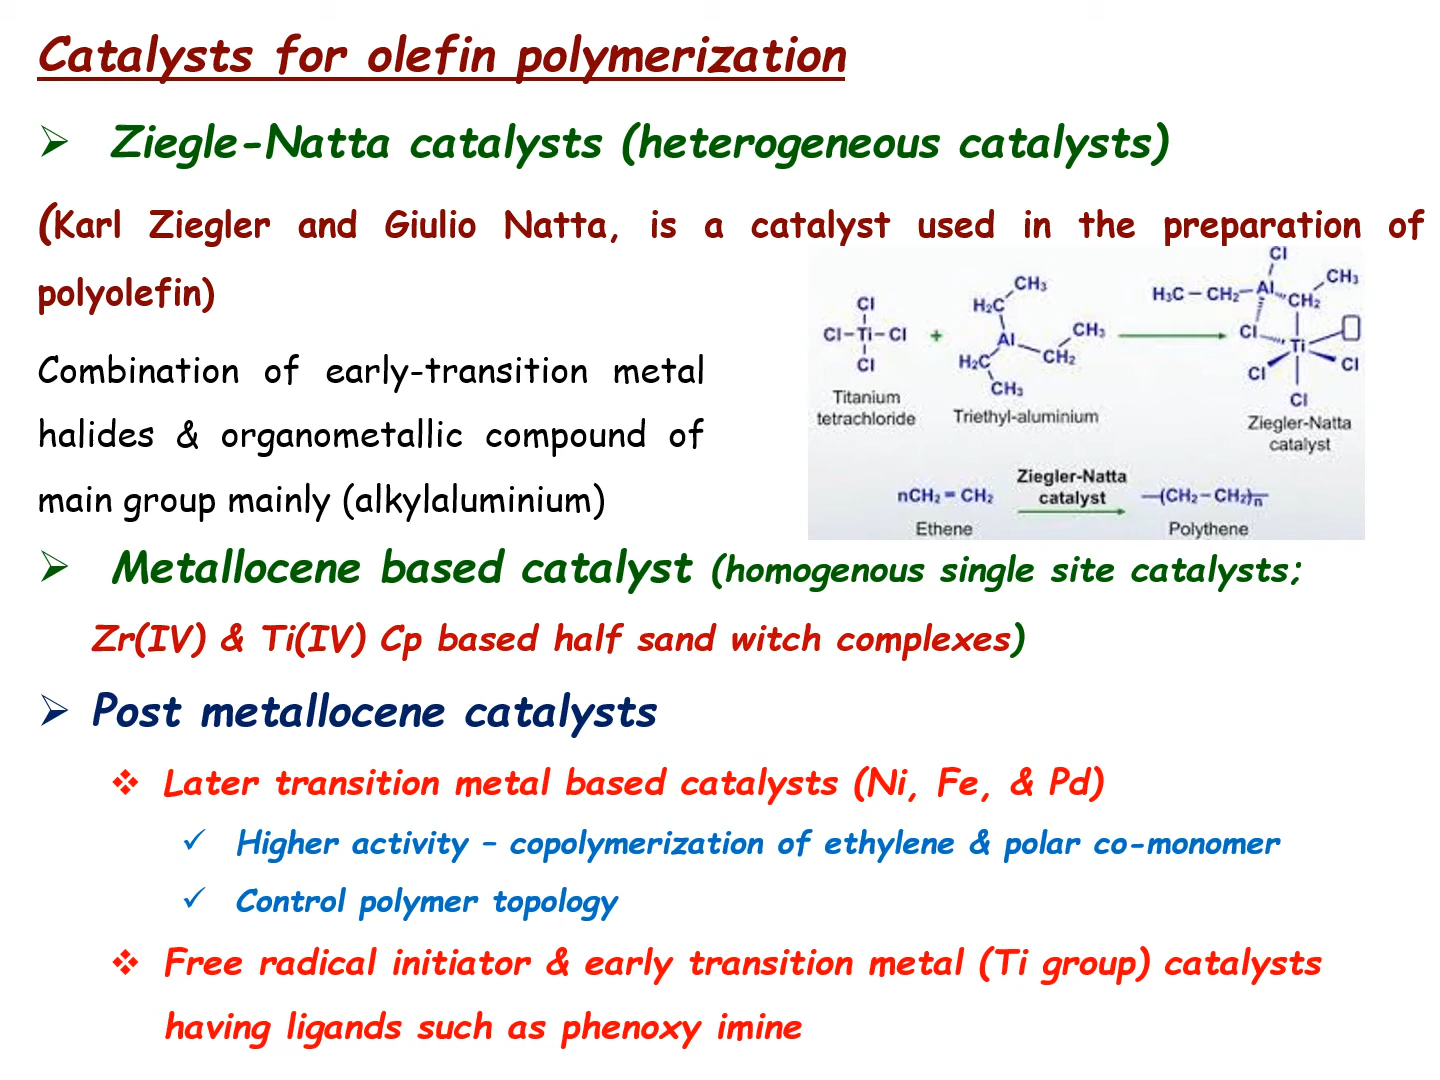 Catalysts for olefin polymerization
➢ Ziegle-Natta catalysts (heterogeneous catalysts)
(Karl Ziegler and Giulio Natta, is a catalyst used in the preparation of
polyolefin)
Combination of early-transition metal
halides & organometallic compound of
main group mainly (alkylaluminium)
Cl
Cl–Ti–Cl
Cl
Titanium
tetrachloride
+
CH₃
H₂C
Al
CH₃
CH₂
H₂C
CH₃
Triethyl-aluminium
Cl
H₃C – CH₂ – Al
CH₃
CH₂
Cl
Ti
Cl
Cl
Cl
Ziegler-Natta
catalyst
nCH₂ = CH₂
Ethene
Ziegler-Natta
catalyst
—(CH₂ – CH₂)n—
Polythene
➢ Metallocene based catalyst (homogenous single site catalysts;
Zr(IV) & Ti(IV) Cp based half sand witch complexes)
➢ Post metallocene catalysts
❖ Later transition metal based catalysts (Ni, Fe, & Pd)
✓ Higher activity – copolymerization of ethylene & polar co-monomer
✓ Control polymer topology
❖ Free radical initiator & early transition metal (Ti group) catalysts
having ligands such as phenoxy imine